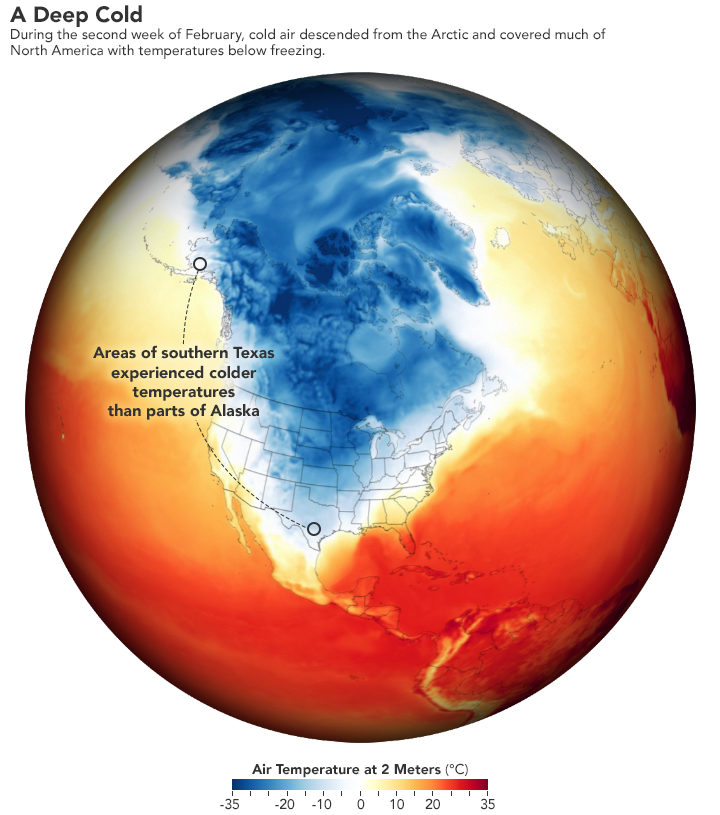 A Deep Cold
During the second week of February, cold air descended from the Arctic and covered much of
North America with temperatures below freezing.
Areas of southern Texas
experienced colder
temperatures
than parts of Alaska
Air Temperature at 2 Meters (°C)
-35 -20 -10 0 10 20 35